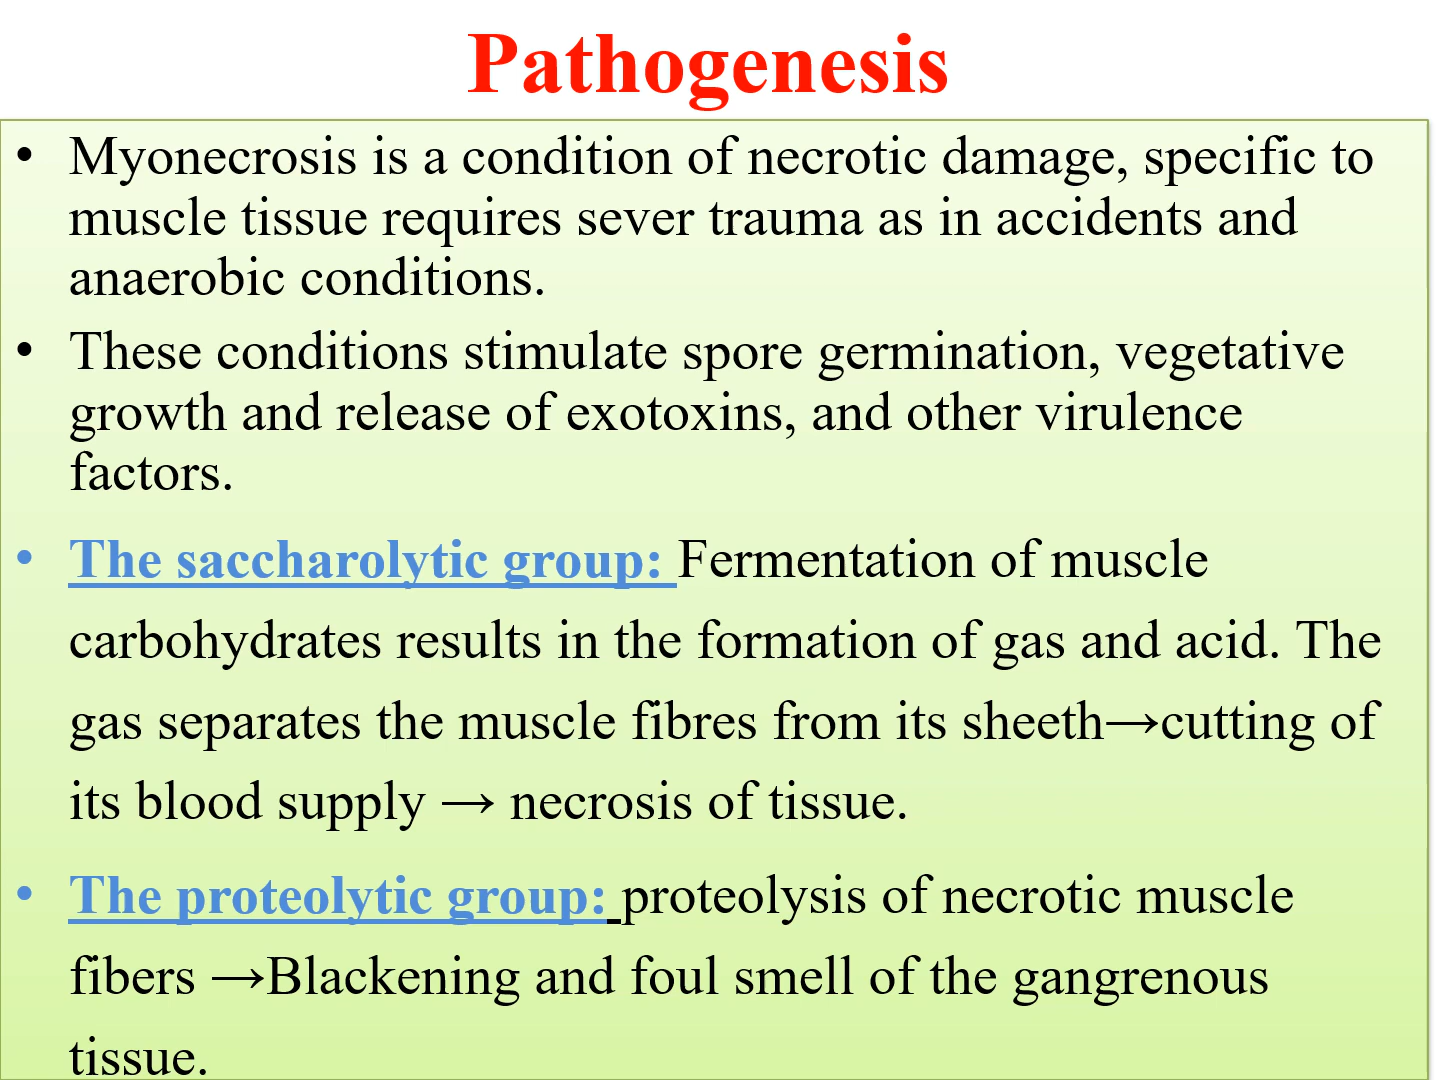 Pathogenesis
• Myonecrosis is a condition of necrotic damage, specific to
muscle tissue requires sever trauma as in accidents and
anaerobic conditions.
• These conditions stimulate spore germination, vegetative
growth and release of exotoxins, and other virulence
factors.
• The saccharolytic group: Fermentation of muscle
carbohydrates results in the formation of gas and acid. The
gas separates the muscle fibres from its sheeth→cutting of
its blood supply → necrosis of tissue.
• The proteolytic group: proteolysis of necrotic muscle
fibers →Blackening and foul smell of the gangrenous
tissue.